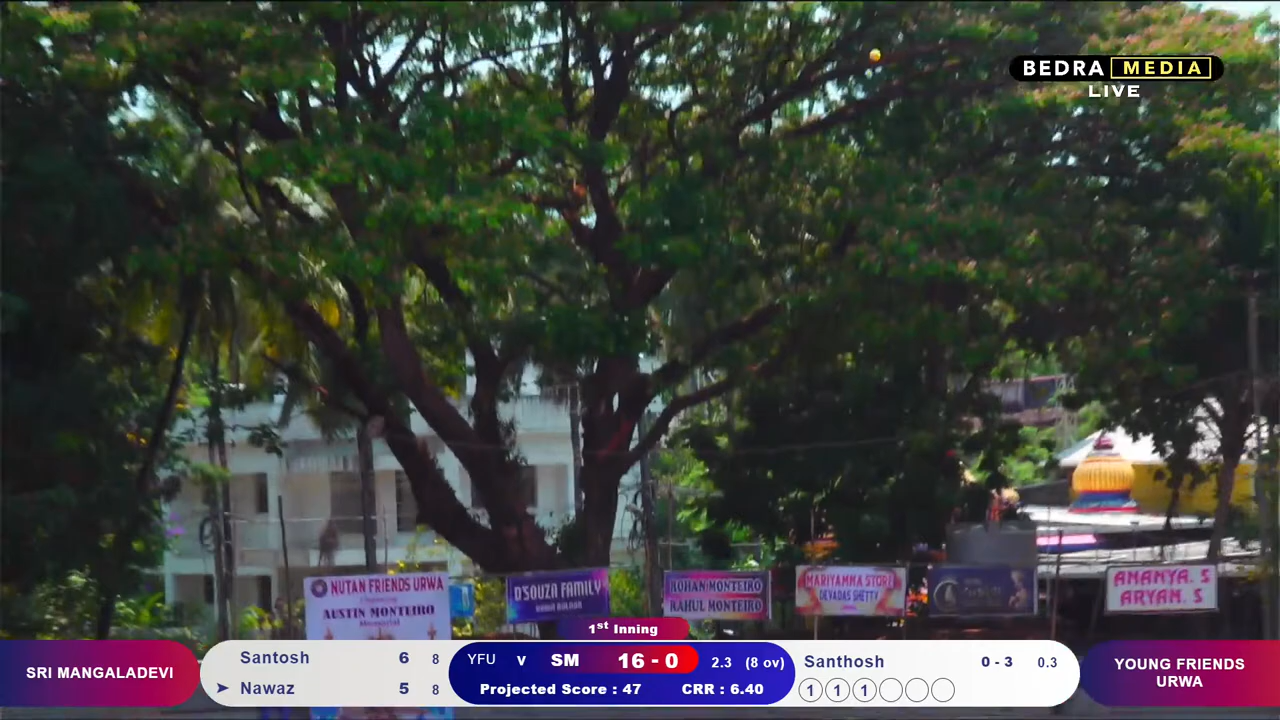 BEDRA MEDIA
LIVE
NUTAN FRIENDS URWA
AUSTIN MONTEIRO
Memorial
D'SOUZA FAMILY
ROHAN MONTEIRO
RAHUL MONTEIRO
MARIYAMMA STORE
DEVADAS SHETTY
ANANYA. S
ARYAN. S
1st Inning
SRI MANGALADEVI
Santosh 6 8
Nawaz 5 8
YFU v SM 16 - 0 2.3 (8 ov)
Projected Score : 47 CRR : 6.40
Santhosh 0 - 3 0.3
1 1 1
YOUNG FRIENDS
URWA